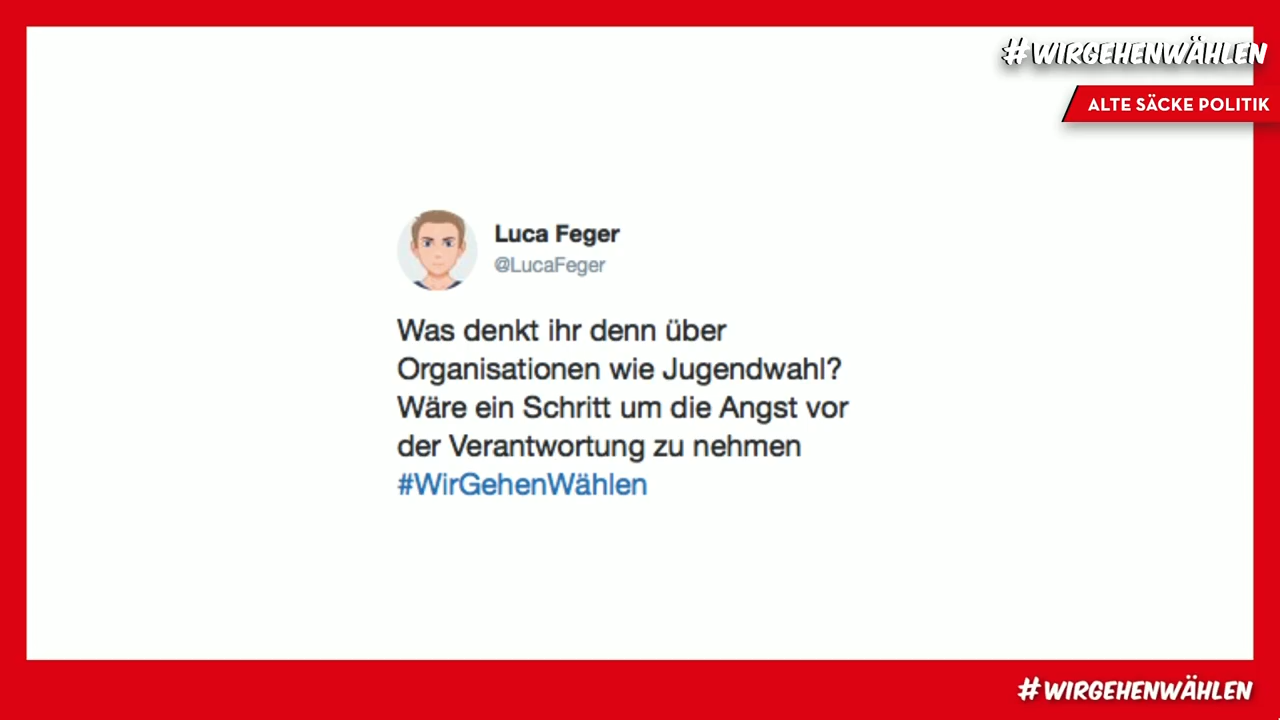 #WIRGEHENWÄHLEN
ALTE SÄCKE POLITIK
Luca Feger
@LucaFeger
Was denkt ihr denn über
Organisationen wie Jugendwahl?
Wäre ein Schritt um die Angst vor
der Verantwortung zu nehmen
#WirGehenWählen
#WIRGEHENWÄHLEN